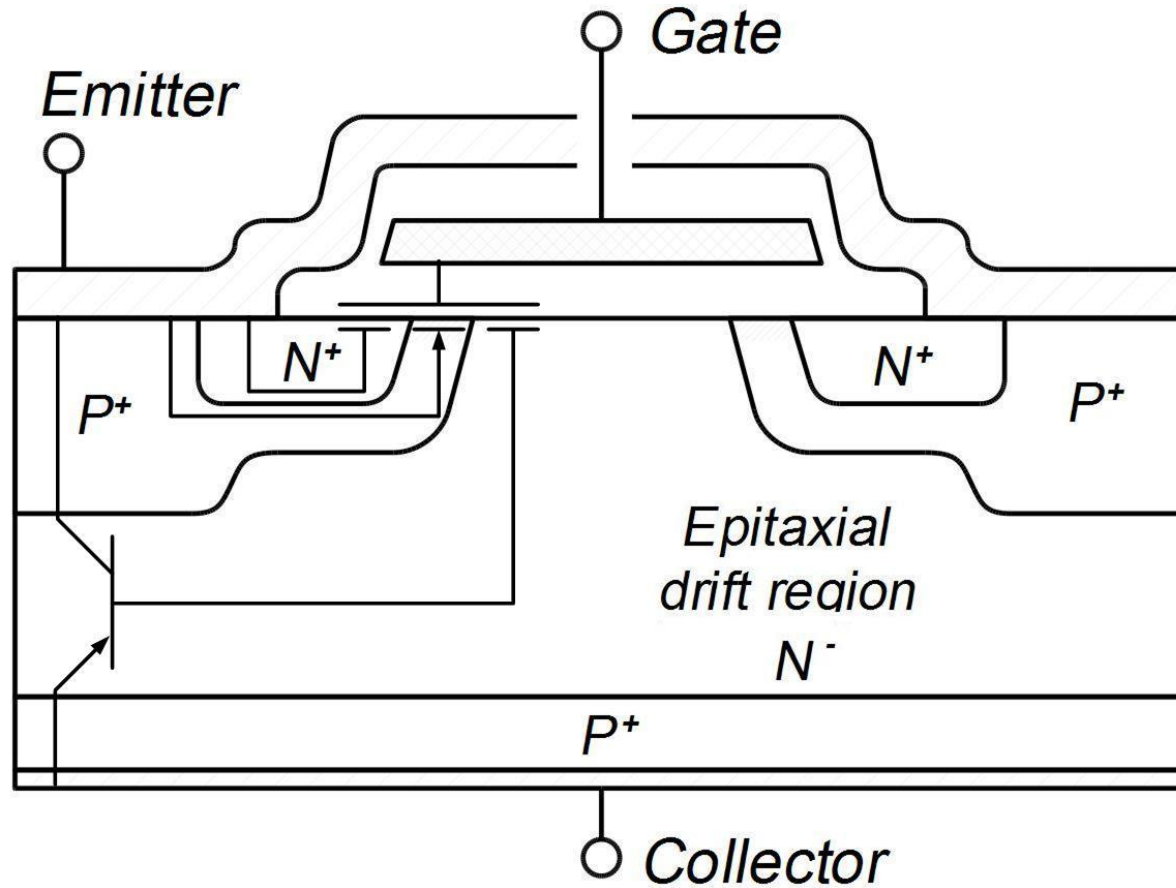 Gate
Emitter
N⁺
N⁺
P⁺
P⁺
Epitaxial
drift region
N⁻
P⁺
Collector